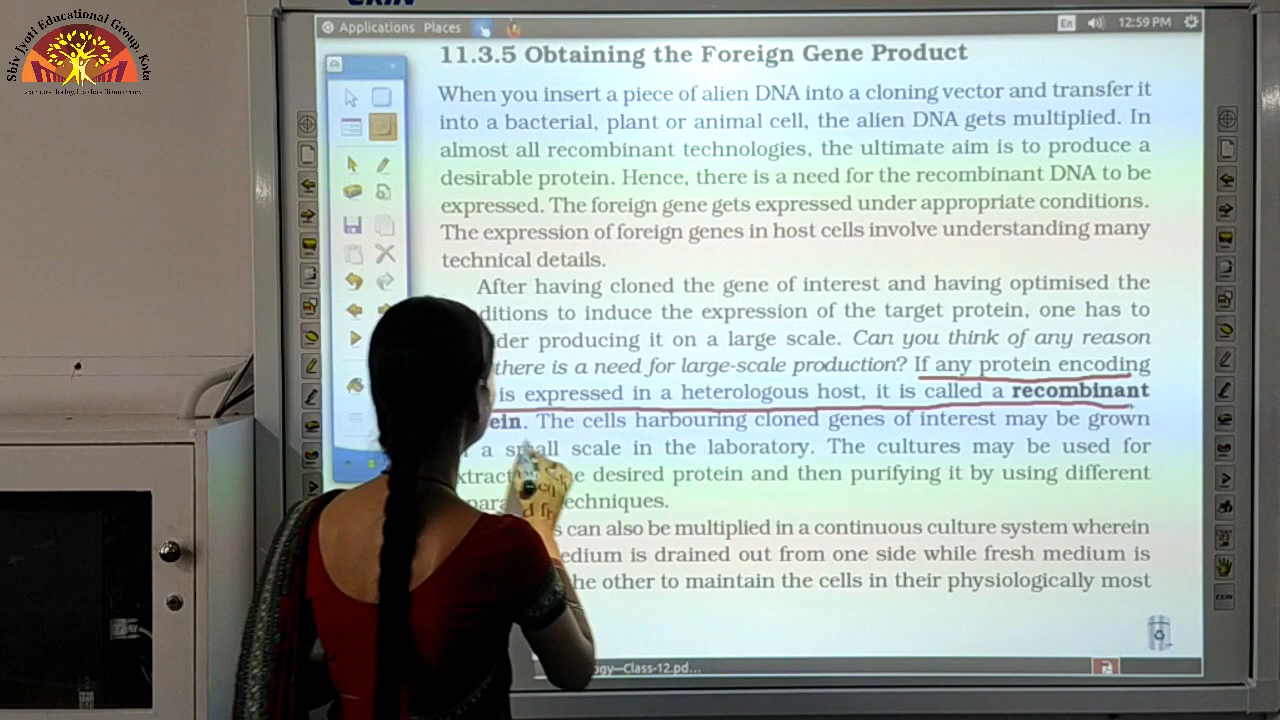 Shiv Jyoti Educational Group, Kota
EKIN
Applications Places
En
12:59 PM
11.3.5 Obtaining the Foreign Gene Product
When you insert a piece of alien DNA into a cloning vector and transfer it
into a bacterial, plant or animal cell, the alien DNA gets multiplied. In
almost all recombinant technologies, the ultimate aim is to produce a
desirable protein. Hence, there is a need for the recombinant DNA to be
expressed. The foreign gene gets expressed under appropriate conditions.
The expression of foreign genes in host cells involve understanding many
technical details.
After having cloned the gene of interest and having optimised the
ditions to induce the expression of the target protein, one has to
der producing it on a large scale. Can you think of any reason
there is a need for large-scale production? If any protein encoding
is expressed in a heterologous host, it is called a recombinant
ein. The cells harbouring cloned genes of interest may be grown
a small scale in the laboratory. The cultures may be used for
xtract e desired protein and then purifying it by using different
para echniques.
s can also be multiplied in a continuous culture system wherein
edium is drained out from one side while fresh medium is
he other to maintain the cells in their physiologically most
ogy—Class-12.pd...
EKIN